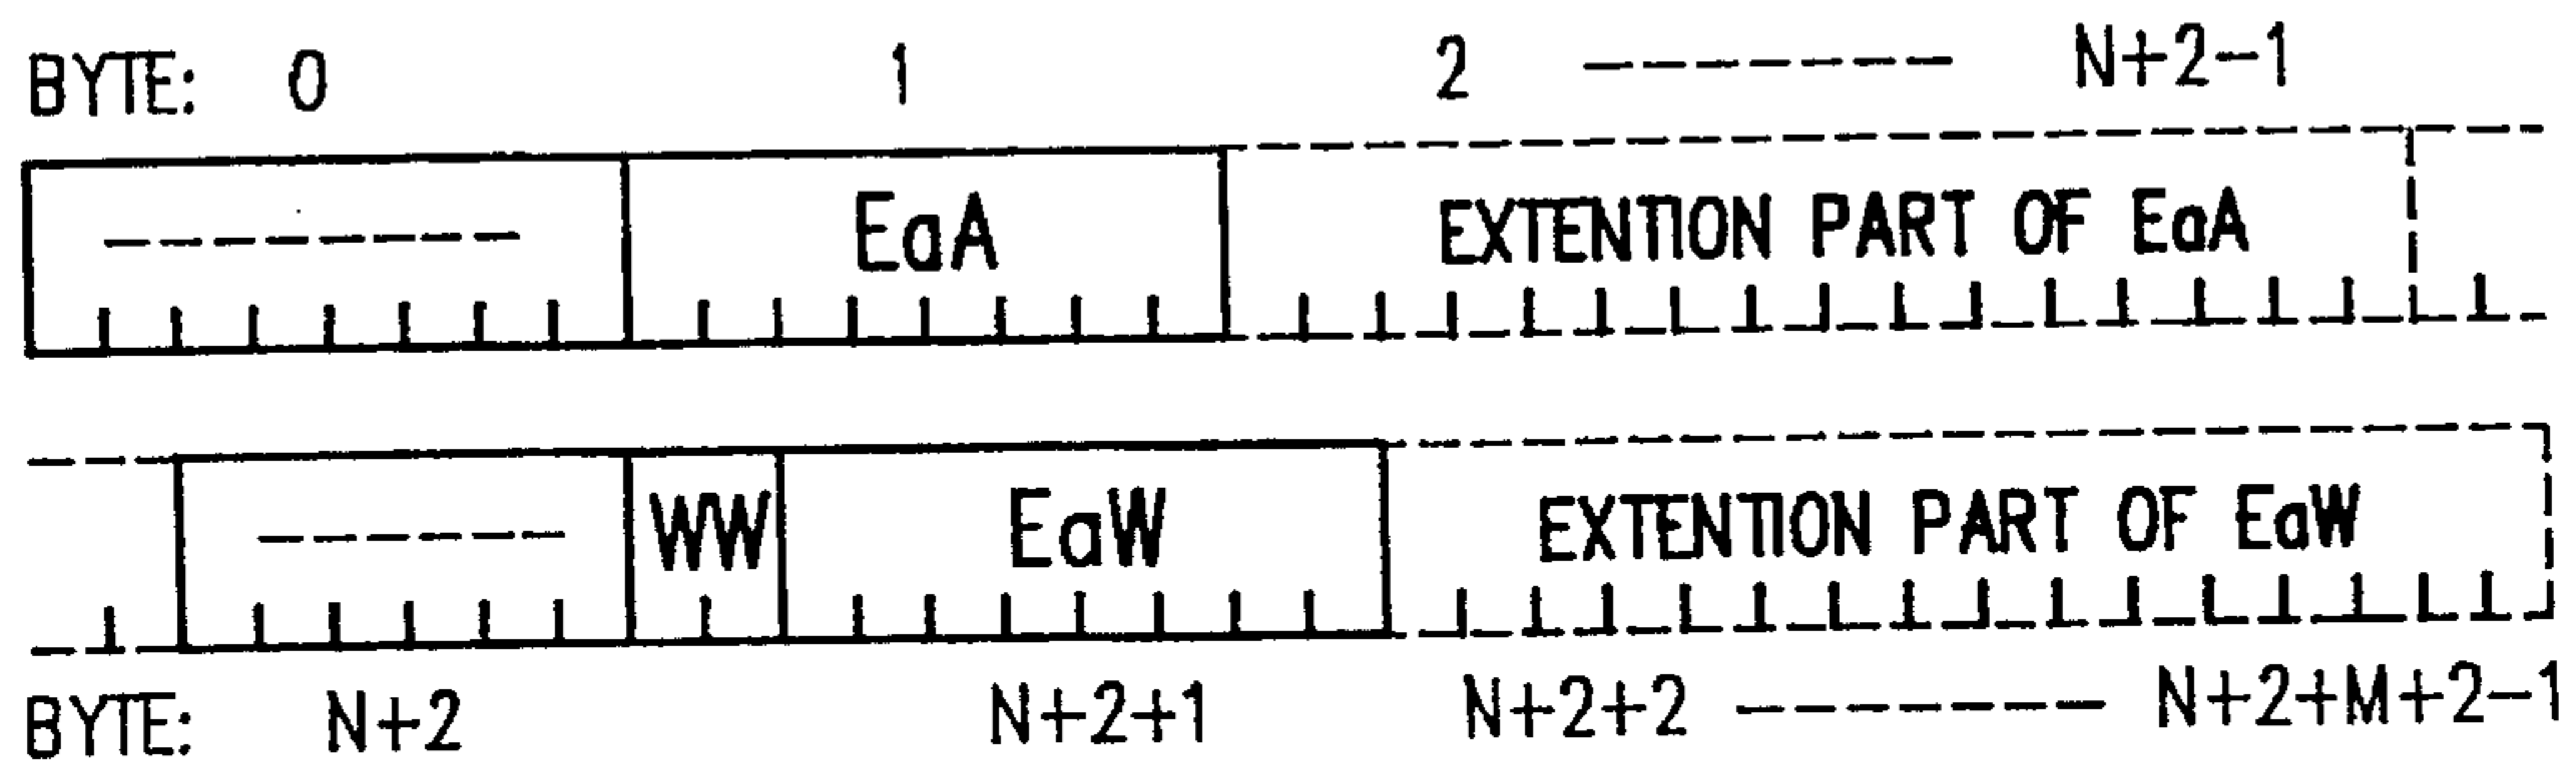 BYTE: 0 1 2 ------- N+2-1
-------- EaA EXTENTION PART OF EaA
------ WW EaW EXTENTION PART OF EaW
BYTE: N+2 N+2+1 N+2+2 ------- N+2+M+2-1